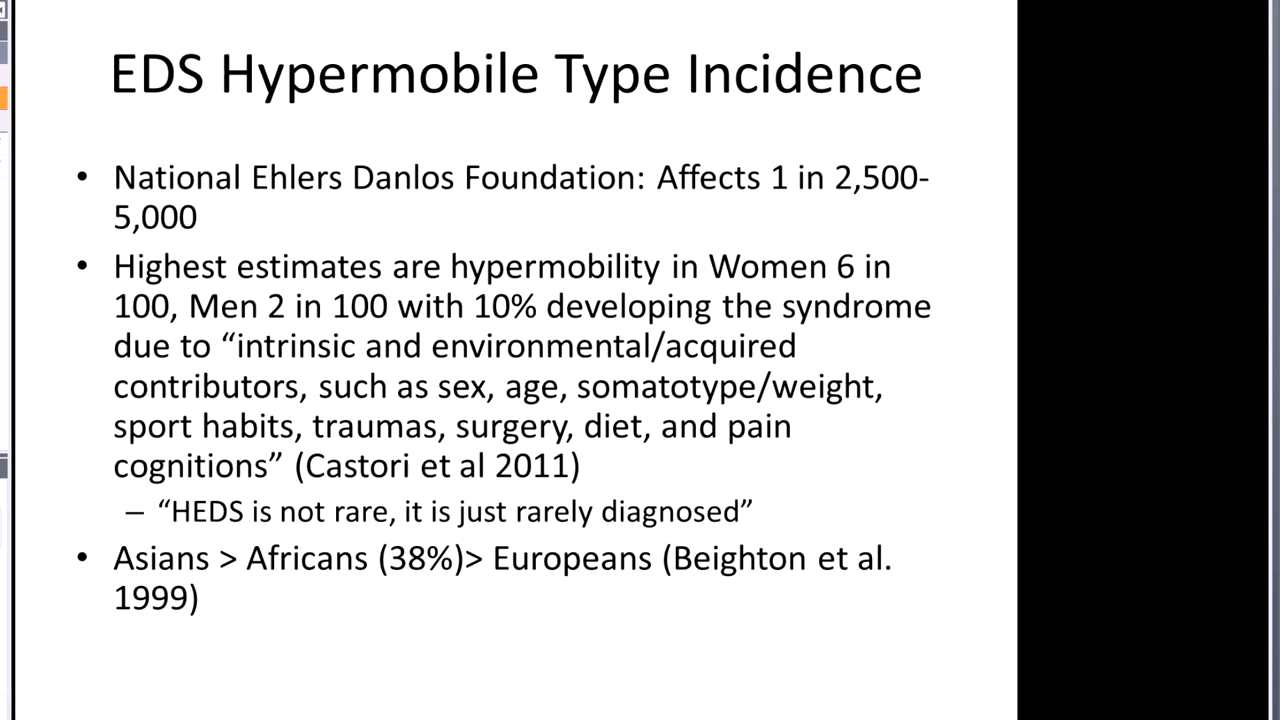 EDS Hypermobile Type Incidence
• National Ehlers Danlos Foundation: Affects 1 in 2,500-
5,000
• Highest estimates are hypermobility in Women 6 in
100, Men 2 in 100 with 10% developing the syndrome
due to “intrinsic and environmental/acquired
contributors, such as sex, age, somatotype/weight,
sport habits, traumas, surgery, diet, and pain
cognitions” (Castori et al 2011)
– “HEDS is not rare, it is just rarely diagnosed”
• Asians > Africans (38%)> Europeans (Beighton et al.
1999)